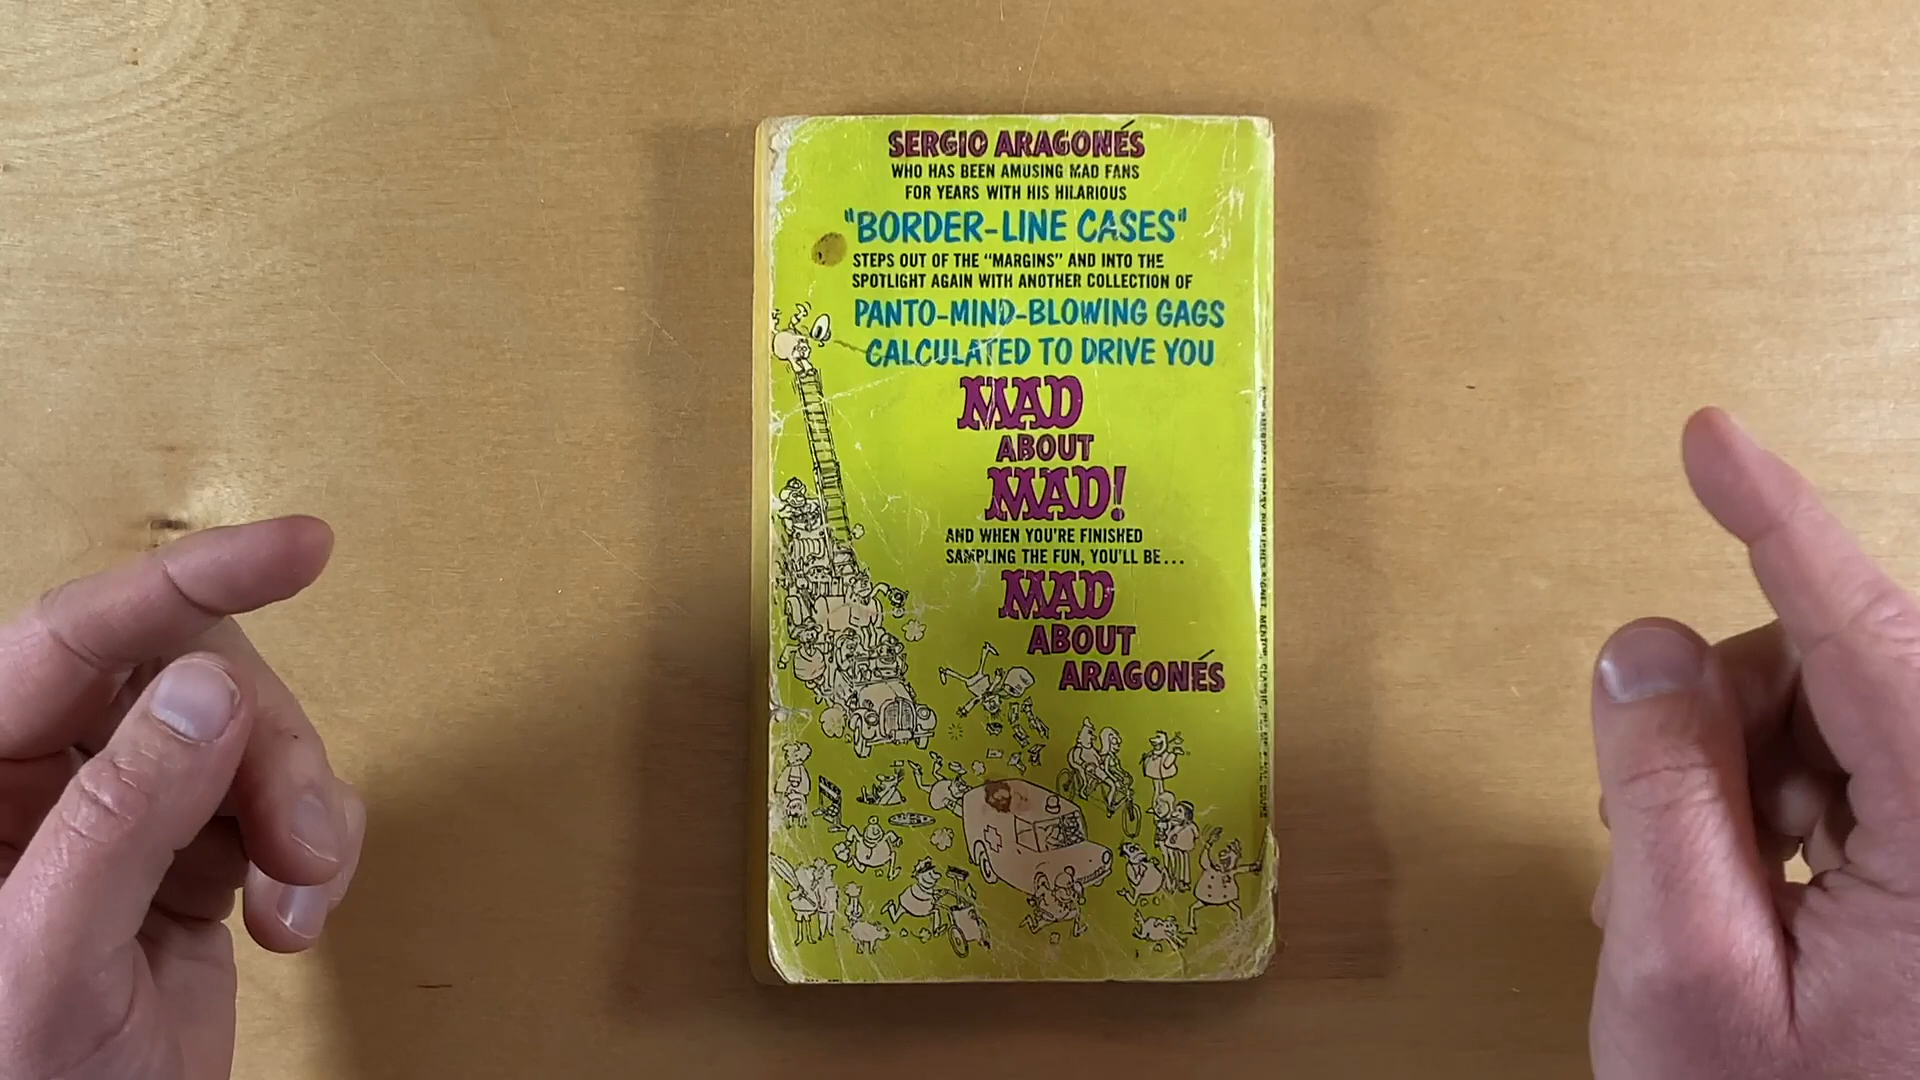 SERGIO ARAGONÉS
WHO HAS BEEN AMUSING MAD FANS
FOR YEARS WITH HIS HILARIOUS
"BORDER-LINE CASES"
STEPS OUT OF THE "MARGINS" AND INTO THE
SPOTLIGHT AGAIN WITH ANOTHER COLLECTION OF
PANTO-MIND-BLOWING GAGS
CALCULATED TO DRIVE YOU
MAD
ABOUT
MAD!
AND WHEN YOU'RE FINISHED
SAMPLING THE FUN, YOU'LL BE...
MAD
ABOUT
ARAGONÉS